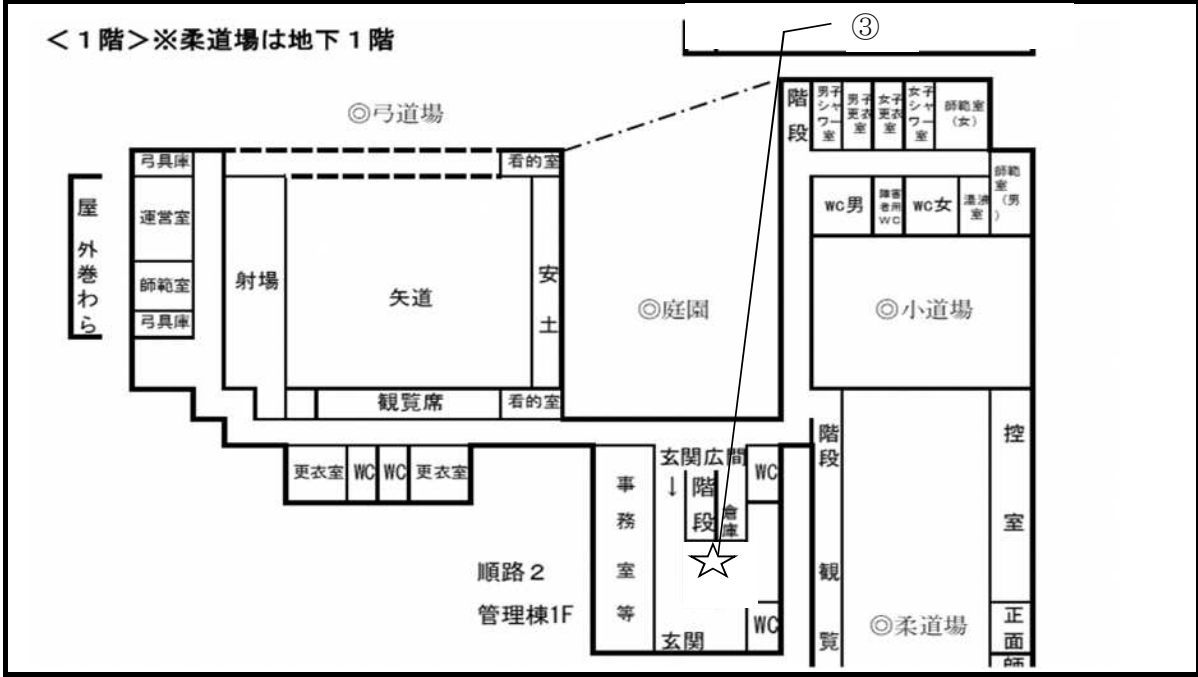 <１階>※柔道場は地下１階
③
◎弓道場
弓具庫
看的室
階段
男子シャワー室
男子更衣室
女子更衣室
女子シャワー室
師範室（女）
屋外巻わら
運営室
師範室
弓具庫
射場
矢道
安土
◎庭園
WC男
障害者用WC
WC女
湯沸室
師範室（男）
◎小道場
観覧席
看的室
更衣室
WC
WC
更衣室
事務室等
玄関広間
↓
階段
倉庫
WC
階段
控室
順路２
管理棟1F
☆
玄関
WC
観覧
◎柔道場
正面
師